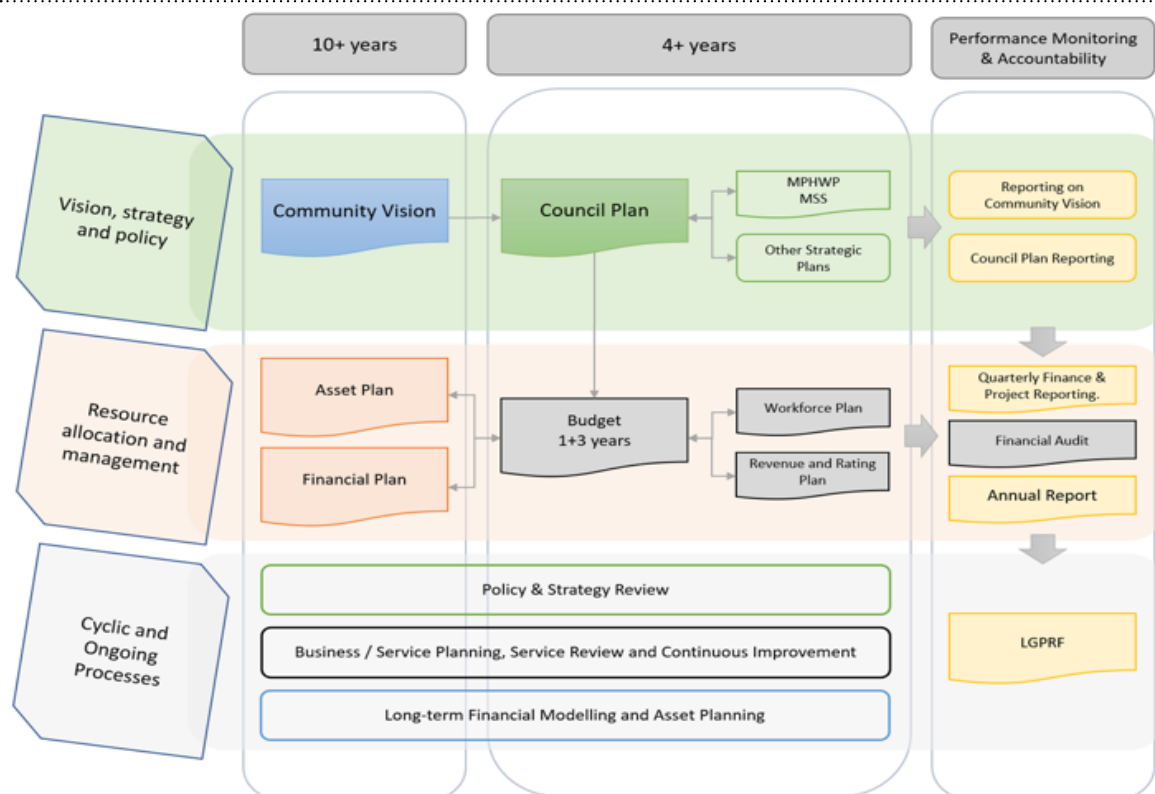 10+ years
4+ years
Performance Monitoring
& Accountability
Vision, strategy
and policy
Community Vision
Council Plan
MPHWP
MSS
Other Strategic
Plans
Reporting on
Community Vision
Council Plan Reporting
Resource
allocation and
management
Asset Plan
Financial Plan
Budget
1+3 years
Workforce Plan
Revenue and Rating
Plan
Quarterly Finance &
Project Reporting.
Financial Audit
Annual Report
Cyclic and
Ongoing
Processes
Policy & Strategy Review
Business / Service Planning, Service Review and Continuous Improvement
Long-term Financial Modelling and Asset Planning
LGPRF